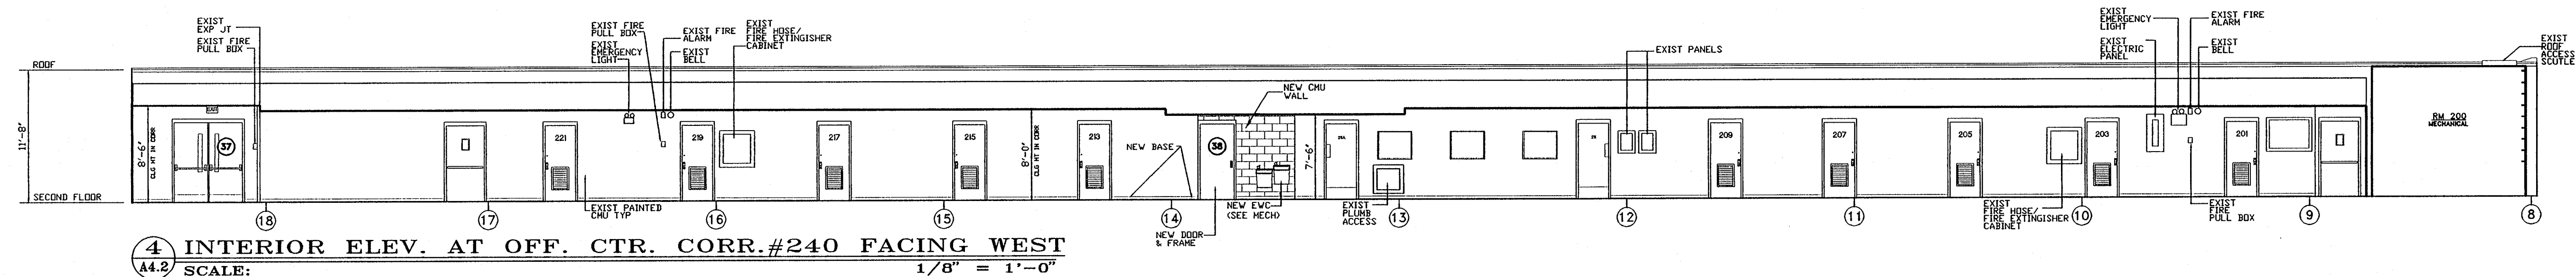 EXIST
EXP JT
EXIST FIRE
PULL BOX
EXIST FIRE
PULL BOX
EXIST
EMERGENCY
LIGHT
EXIST FIRE
ALARM
EXIST
BELL
EXIST
FIRE HOSE/
FIRE EXTINGISHER
CABINET
EXIST PANELS
EXIST
EMERGENCY
LIGHT
EXIST
ELECTRIC
PANEL
EXIST FIRE
ALARM
EXIST
BELL
EXIST
ROOF
ACCESS
SCUTLE
ROOF
11'-8"
SECOND FLOOR
8'-9"
CLG HT IN CORR
EXIT
37
221
219
217
215
8'-0"
CLG HT IN CORR
213
NEW CMU
WALL
38
7'-6"
209
207
205
203
201
RM 200
MECHANICAL
NEW BASE
EXIST PAINTED
CMU TYP
NEW EWC
(SEE MECH)
NEW DOOR
& FRAME
EXIST
PLUMB
ACCESS
EXIST
FIRE HOSE/
FIRE EXTINGISHER
CABINET
EXIST
FIRE
PULL BOX
18
17
16
15
14
13
12
11
10
9
8
4 INTERIOR ELEV. AT OFF. CTR. CORR.#240 FACING WEST
A4.2 SCALE: 1/8" = 1'-0"